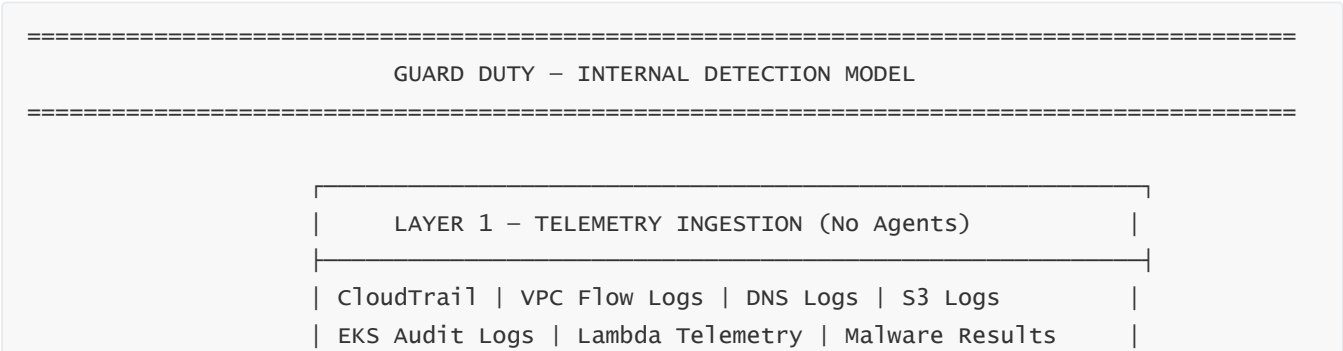 ==========================================================================================
GUARD DUTY — INTERNAL DETECTION MODEL
==========================================================================================
LAYER 1 — TELEMETRY INGESTION (No Agents)
| CloudTrail | VPC Flow Logs | DNS Logs | S3 Logs |
| EKS Audit Logs | Lambda Telemetry | Malware Results |